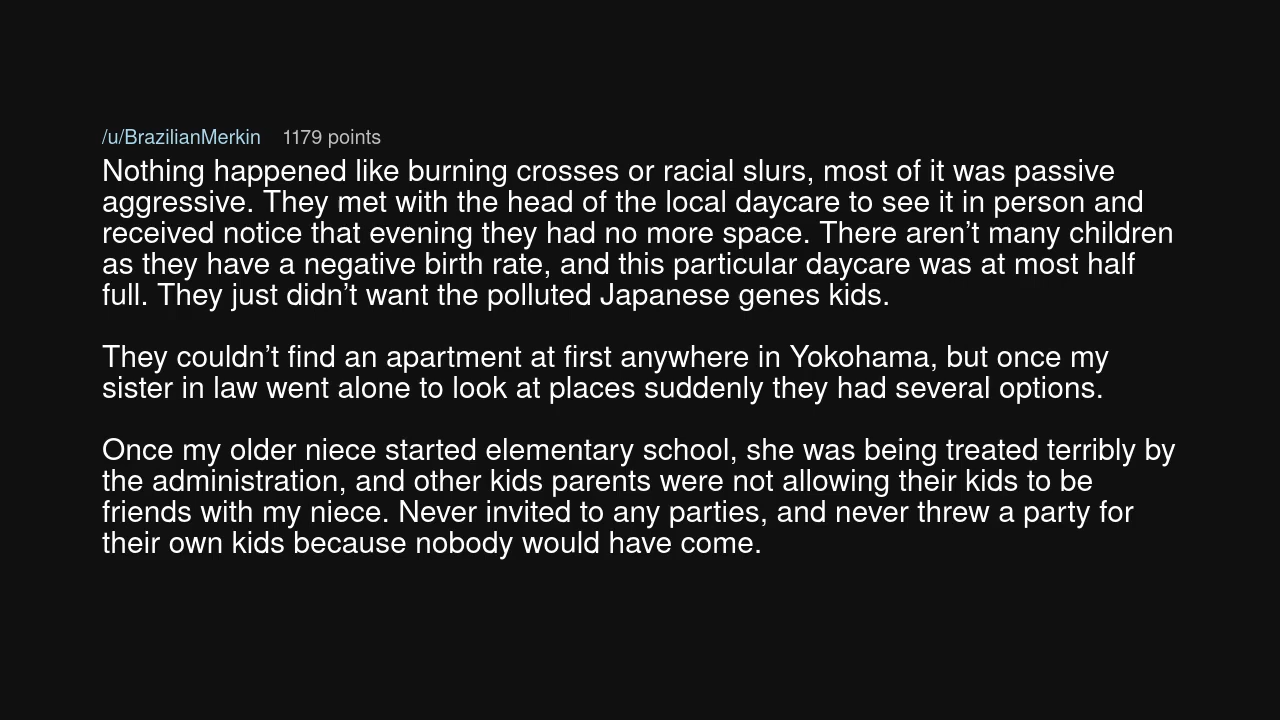 /u/BrazilianMerkin 1179 points
Nothing happened like burning crosses or racial slurs, most of it was passive
aggressive. They met with the head of the local daycare to see it in person and
received notice that evening they had no more space. There aren’t many children
as they have a negative birth rate, and this particular daycare was at most half
full. They just didn’t want the polluted Japanese genes kids.
They couldn’t find an apartment at first anywhere in Yokohama, but once my
sister in law went alone to look at places suddenly they had several options.
Once my older niece started elementary school, she was being treated terribly by
the administration, and other kids parents were not allowing their kids to be
friends with my niece. Never invited to any parties, and never threw a party for
their own kids because nobody would have come.